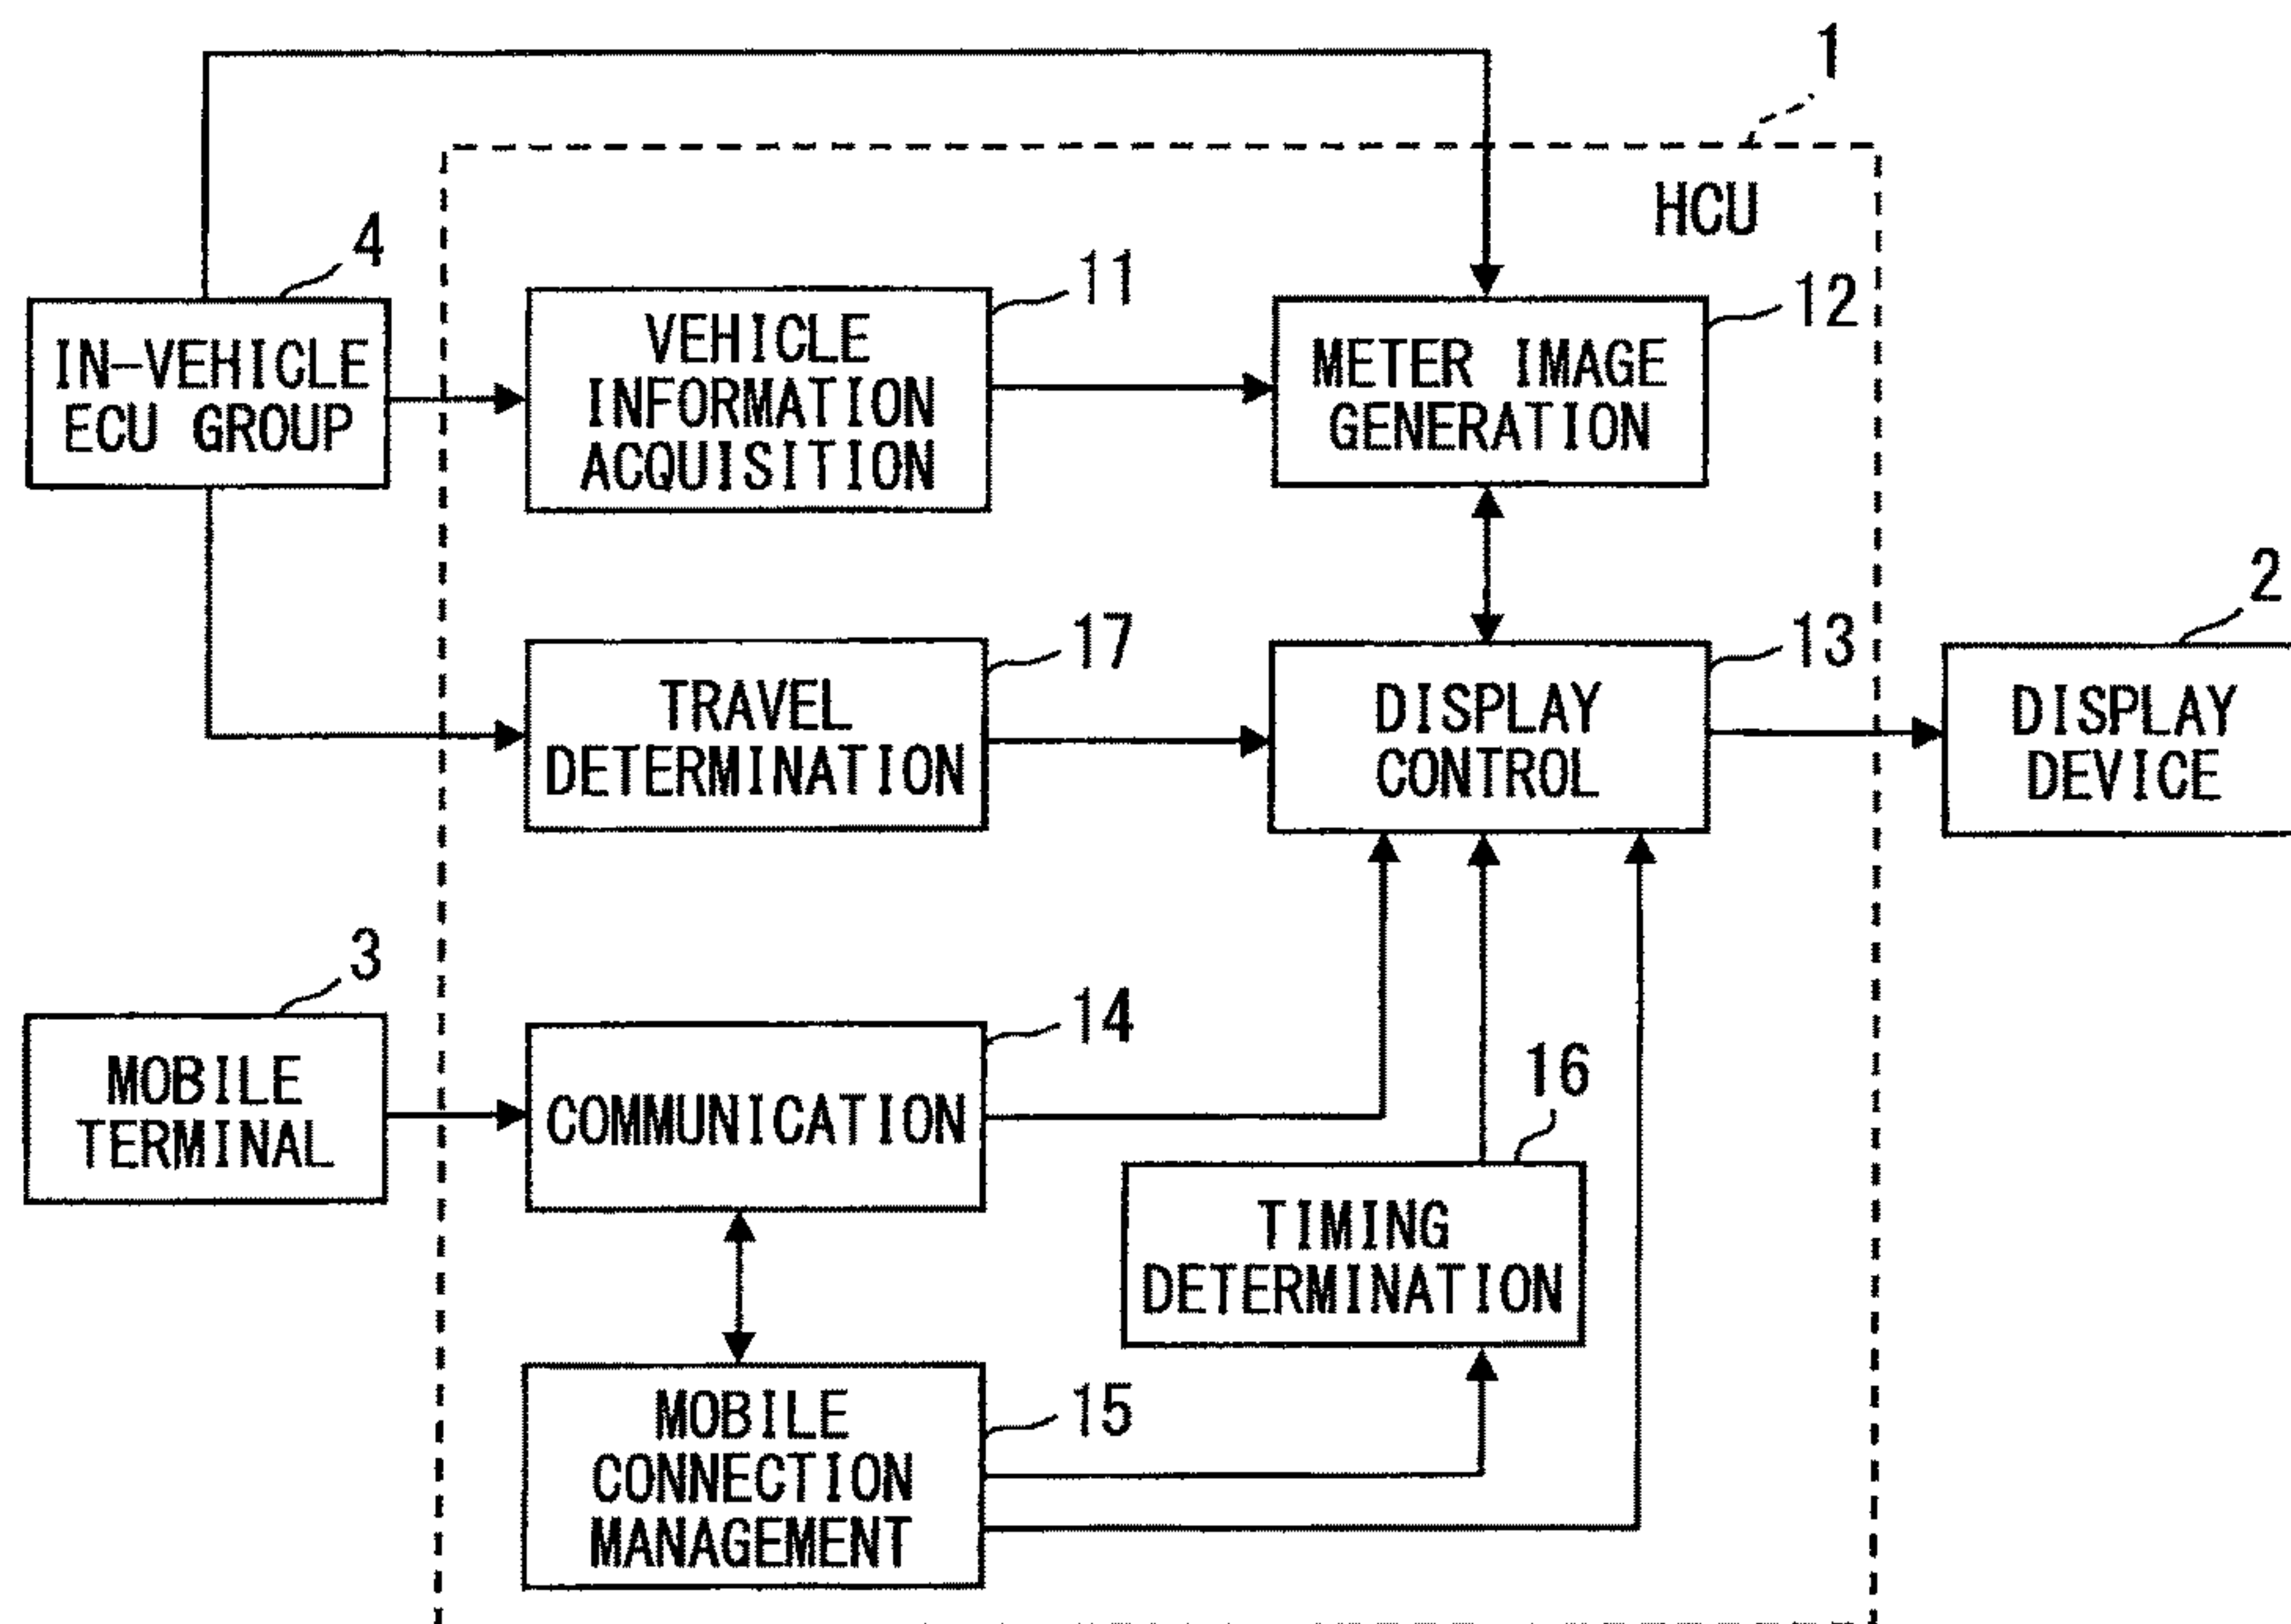 1
HCU
4
IN-VEHICLE
ECU GROUP
11
VEHICLE
INFORMATION
ACQUISITION
12
METER IMAGE
GENERATION
17
TRAVEL
DETERMINATION
13
DISPLAY
CONTROL
2
DISPLAY
DEVICE
3
MOBILE
TERMINAL
14
COMMUNICATION
16
TIMING
DETERMINATION
15
MOBILE
CONNECTION
MANAGEMENT